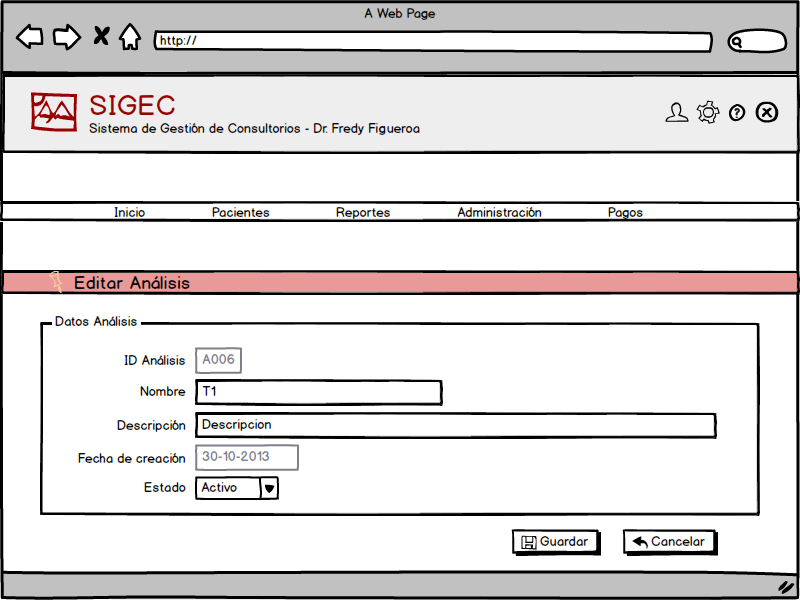 A Web Page
http://
SIGEC
Sistema de Gestión de Consultorios - Dr. Fredy Figueroa
Inicio Pacientes Reportes Administración Pagos
Editar Análisis
Datos Análisis
ID Análisis A006
Nombre T1
Descripción Descripcion
Fecha de creación 30-10-2013
Estado Activo
Guardar Cancelar